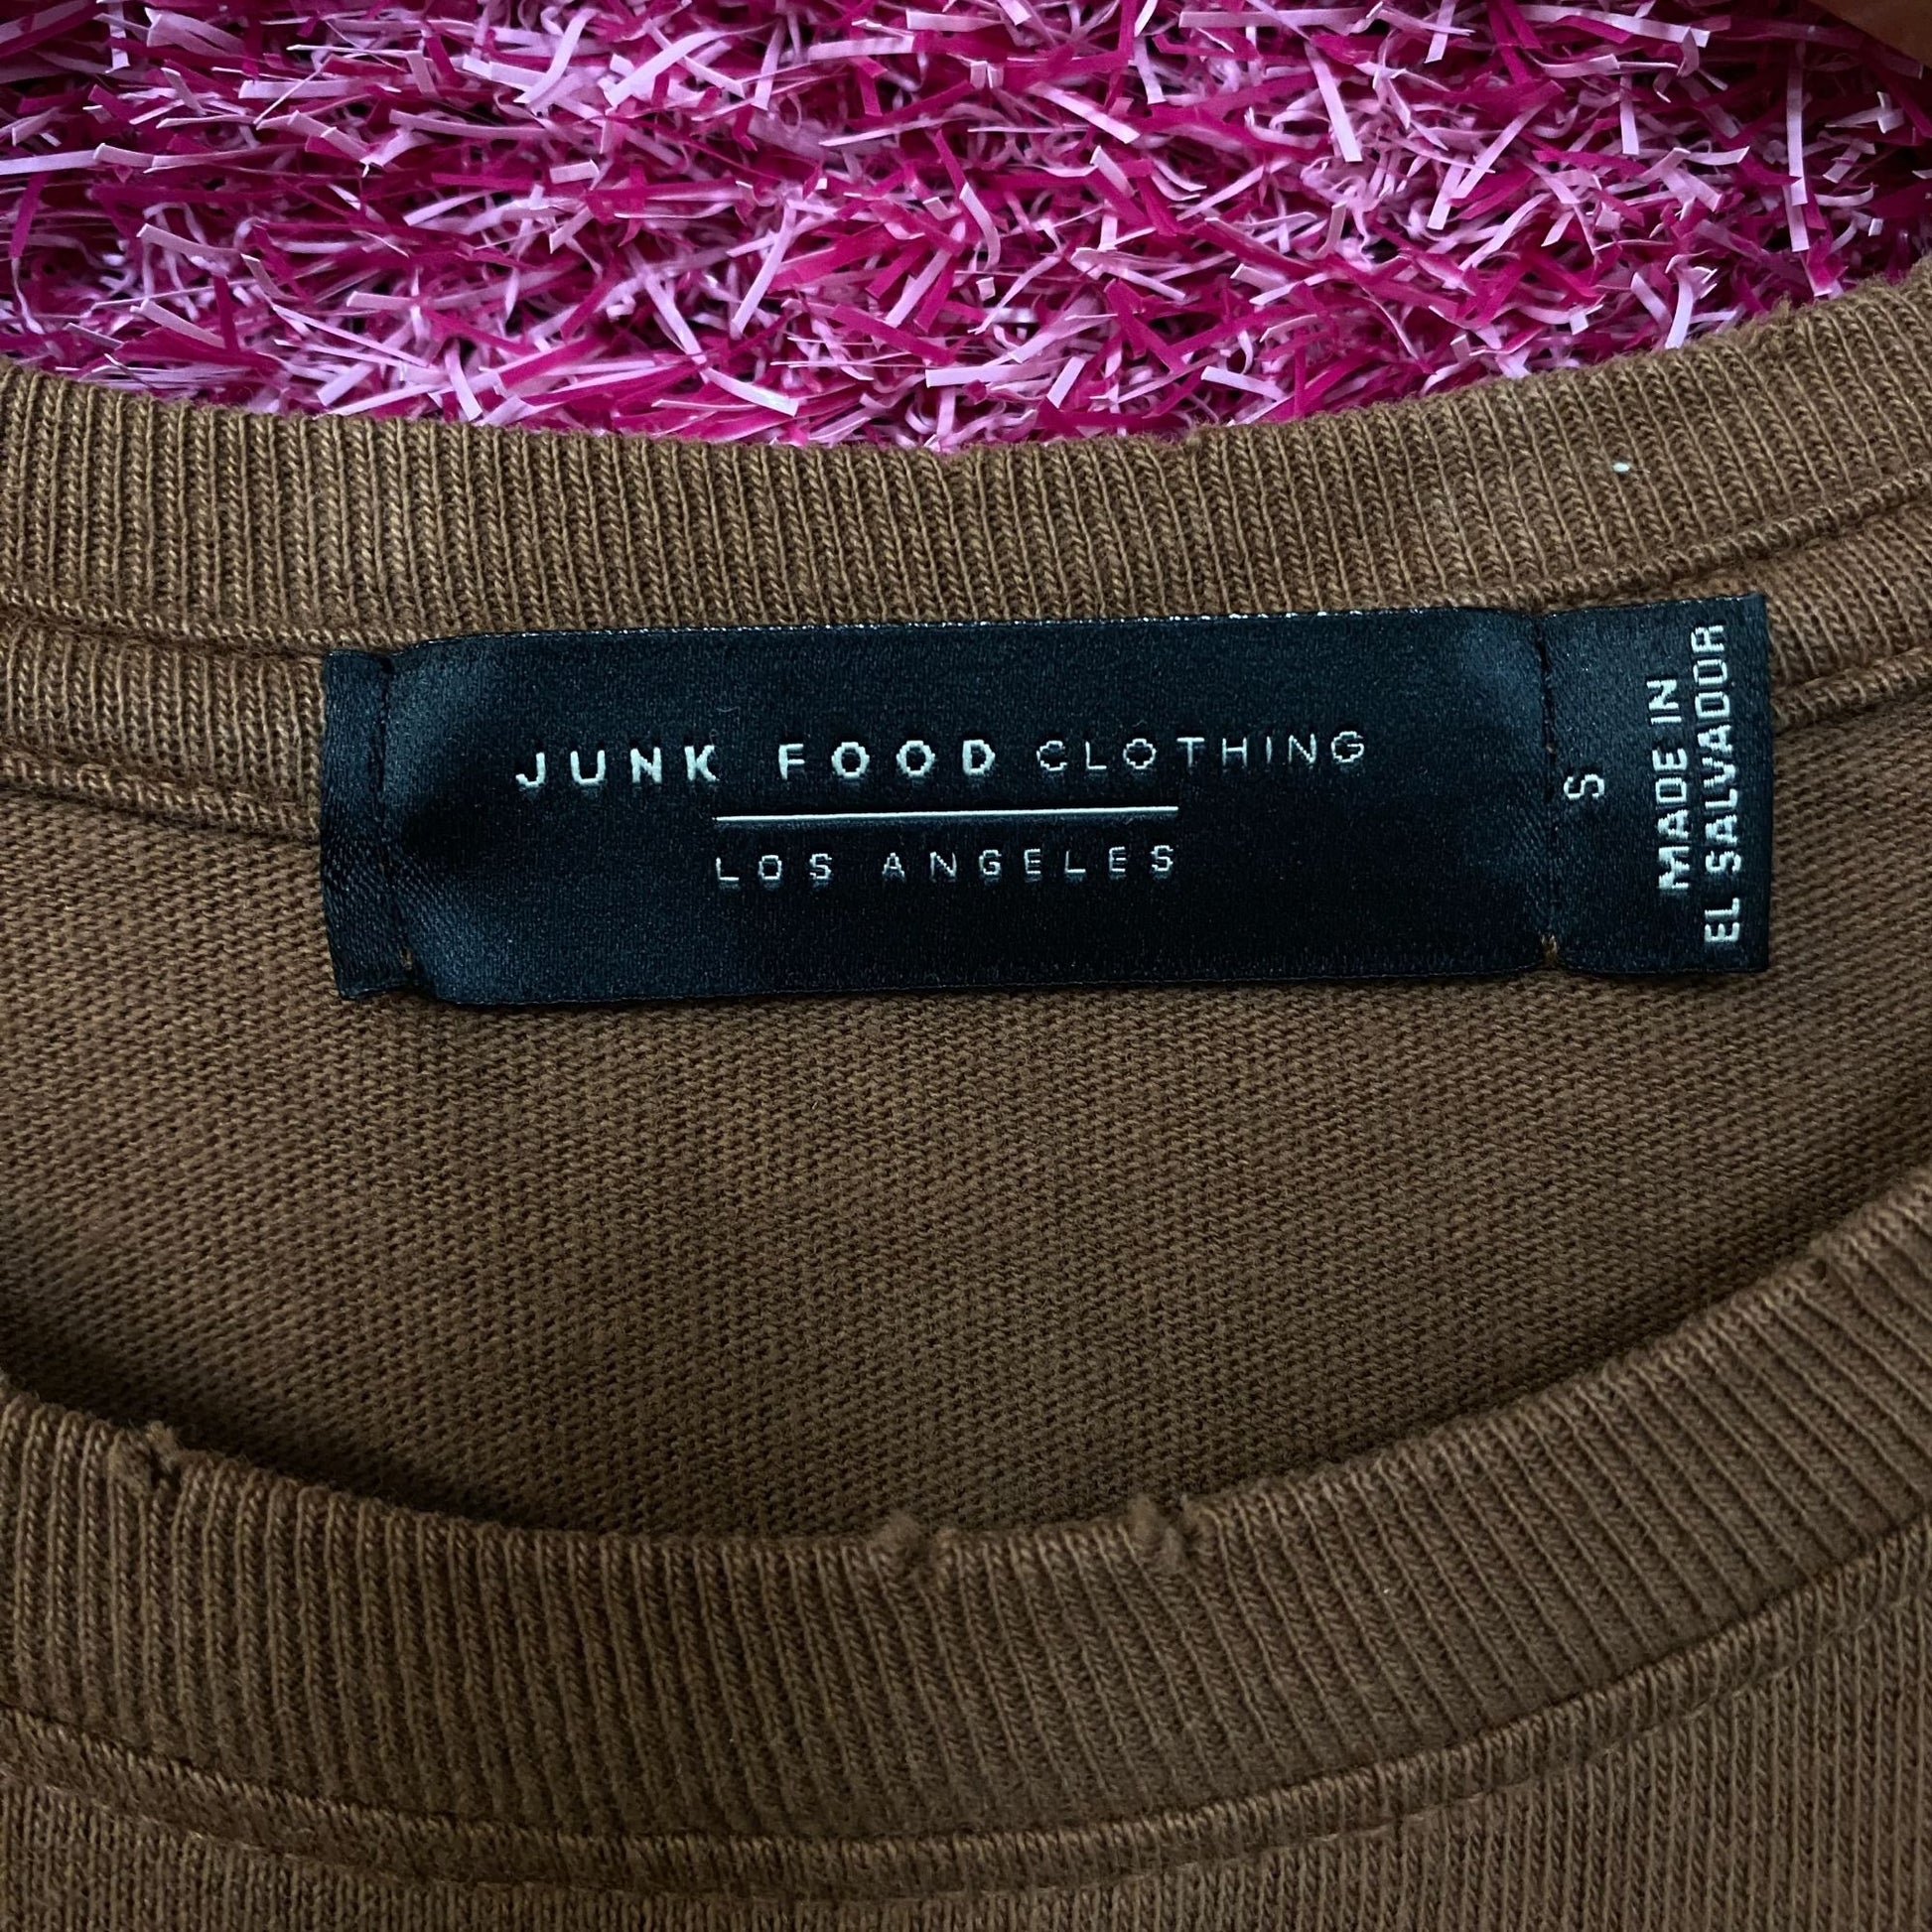 JUNK FOOD CLOTHING
LOS ANGELES
S
MADE IN
EL SALVADOR